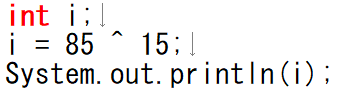 int i;↓
i = 85 ^ 15;↓
System.out.println(i);